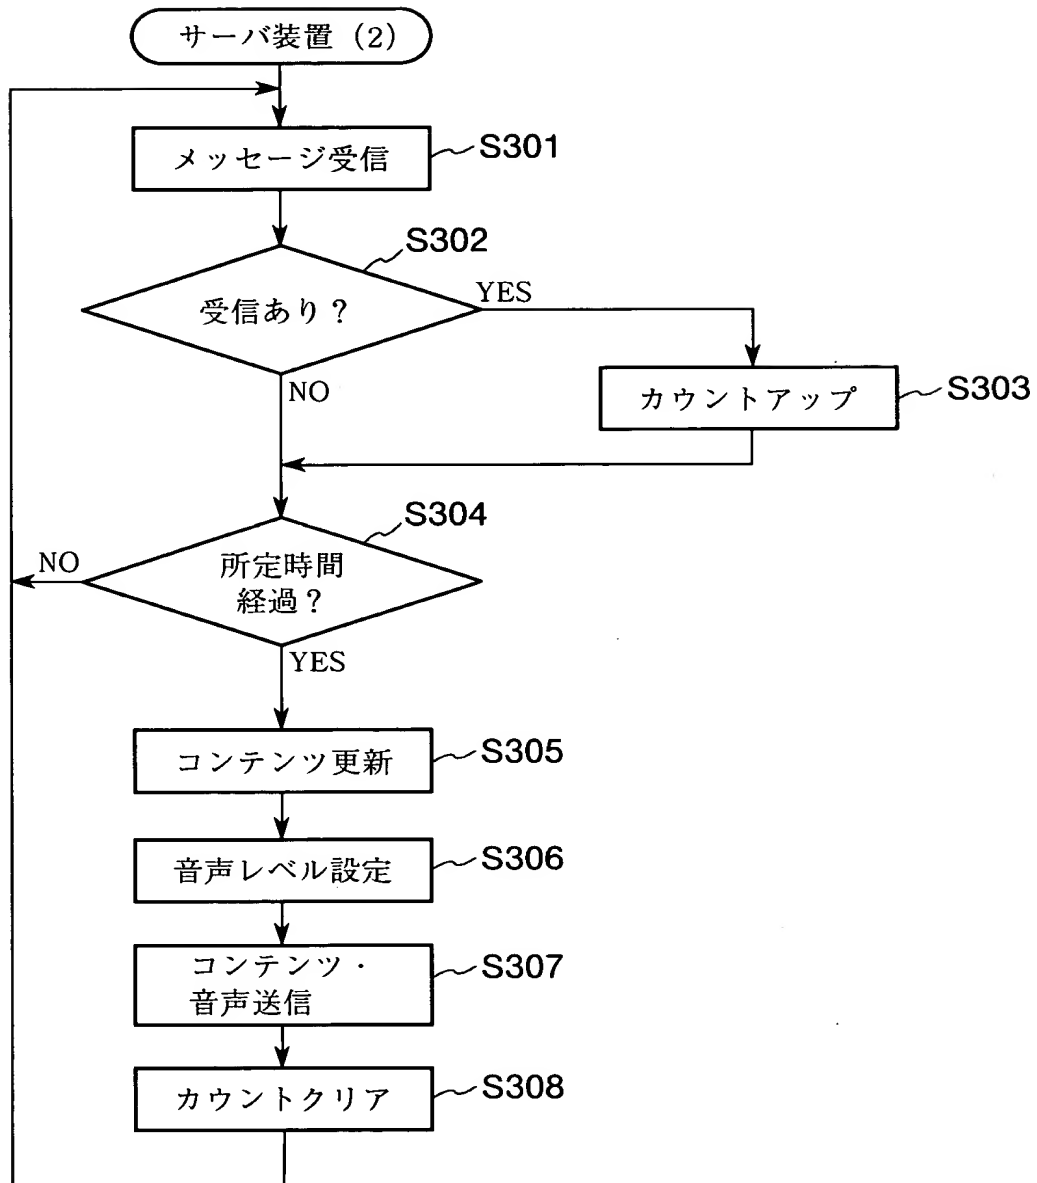 サーバ装置 (2)
メッセージ受信
S301
S302
受信あり?
YES
NO
カウントアップ
S303
S304
所定時間
経過?
NO
YES
コンテンツ更新
S305
音声レベル設定
S306
コンテンツ・
音声送信
S307
カウントクリア
S308